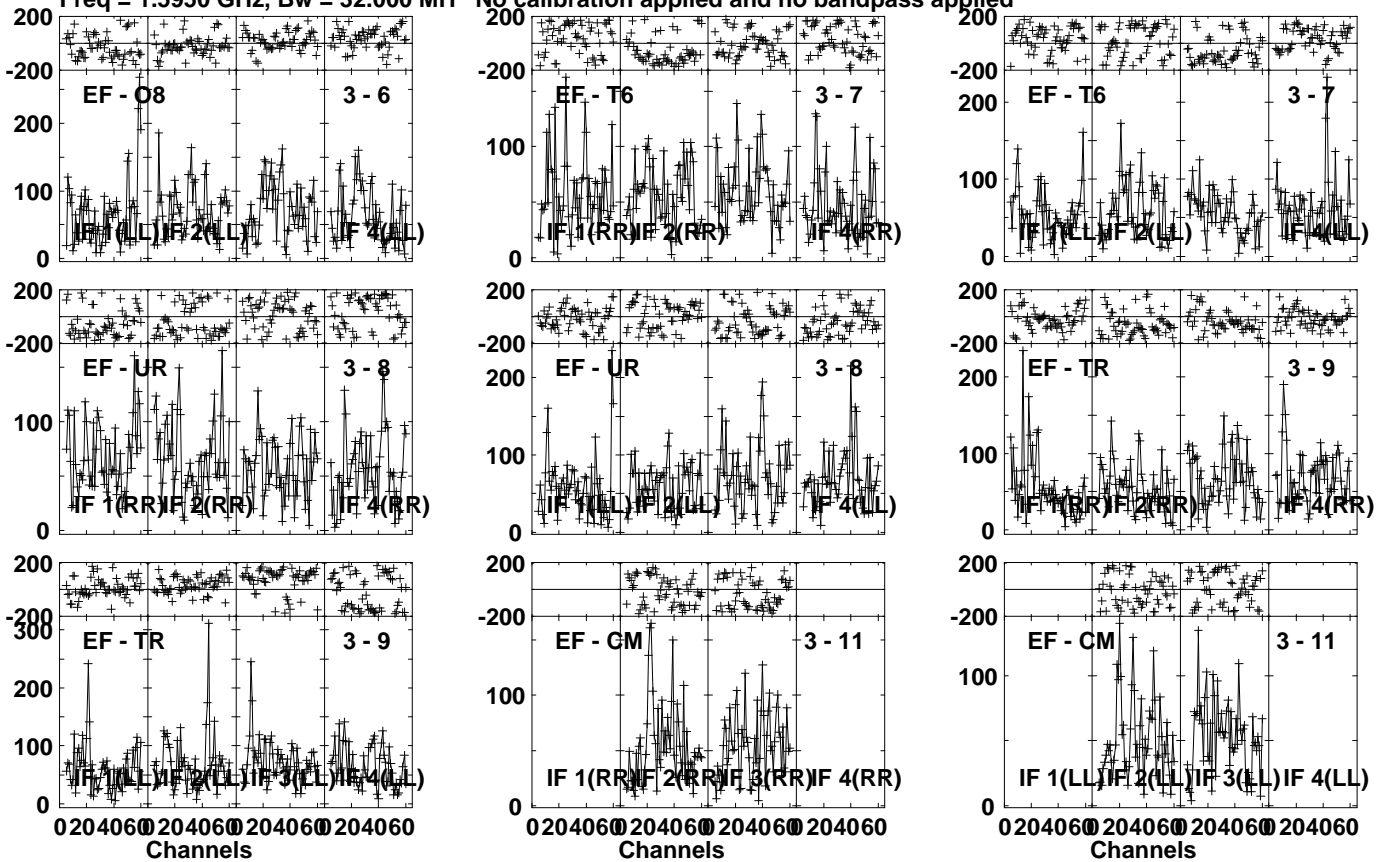 Freq = 1.5950 GHz, Bw = 32.000 MH No calibration applied and no bandpass applied
200
-200
EF - O8 3 - 6
200
100
0
IF 1(LL) IF 2(LL) IF 4(LL)
-200
EF - T6 3 - 7
100
0
IF 1(RR) IF 2(RR) IF 4(RR)
-200
EF - T6 3 - 7
200
100
0
IF 1(LL) IF 2(LL) IF 4(LL)
200
-200
EF - UR 3 - 8
100
0
IF 1(RR) IF 2(RR) IF 4(RR)
200
-200
EF - UR 3 - 8
200
100
0
IF 1(LL) IF 2(LL) IF 4(LL)
200
-200
EF - TR 3 - 9
200
100
0
IF 1(RR) IF 2(RR) IF 4(RR)
200
-200
300
EF - TR 3 - 9
200
100
0
IF 1(LL) IF 2(LL) IF 3(LL) IF 4(LL)
0 20 40 60 0 20 40 60 0 20 40 60 0 20 40 60
Channels
200
-200
EF - CM 3 - 11
100
0
IF 1(RR) IF 2(RR) IF 3(RR) IF 4(RR)
0 20 40 60 0 20 40 60 0 20 40 60 0 20 40 60
Channels
200
-200
EF - CM 3 - 11
100
0
IF 1(LL) IF 2(LL) IF 3(LL) IF 4(LL)
0 20 40 60 0 20 40 60 0 20 40 60 0 20 40 60
Channels